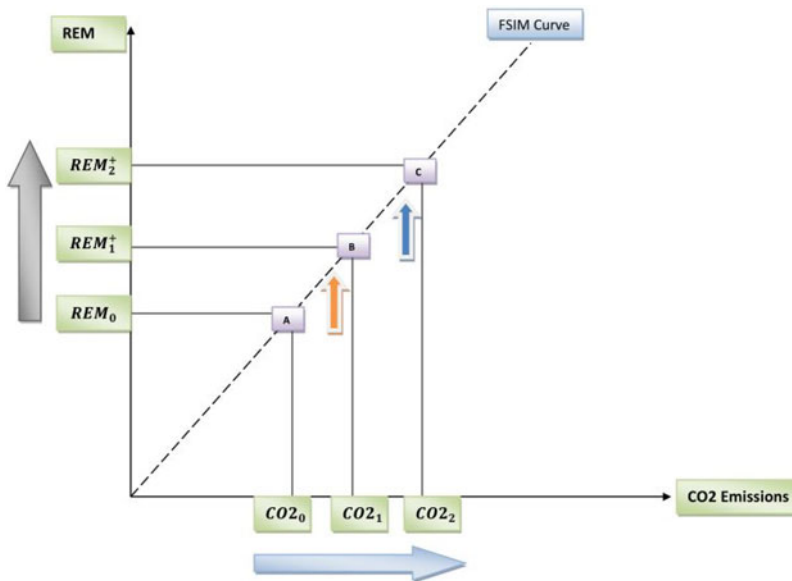 REM
FSIM Curve
REM₂⁺
C
REM₁⁺
B
REM₀
A
CO2 Emissions
CO2₀
CO2₁
CO2₂